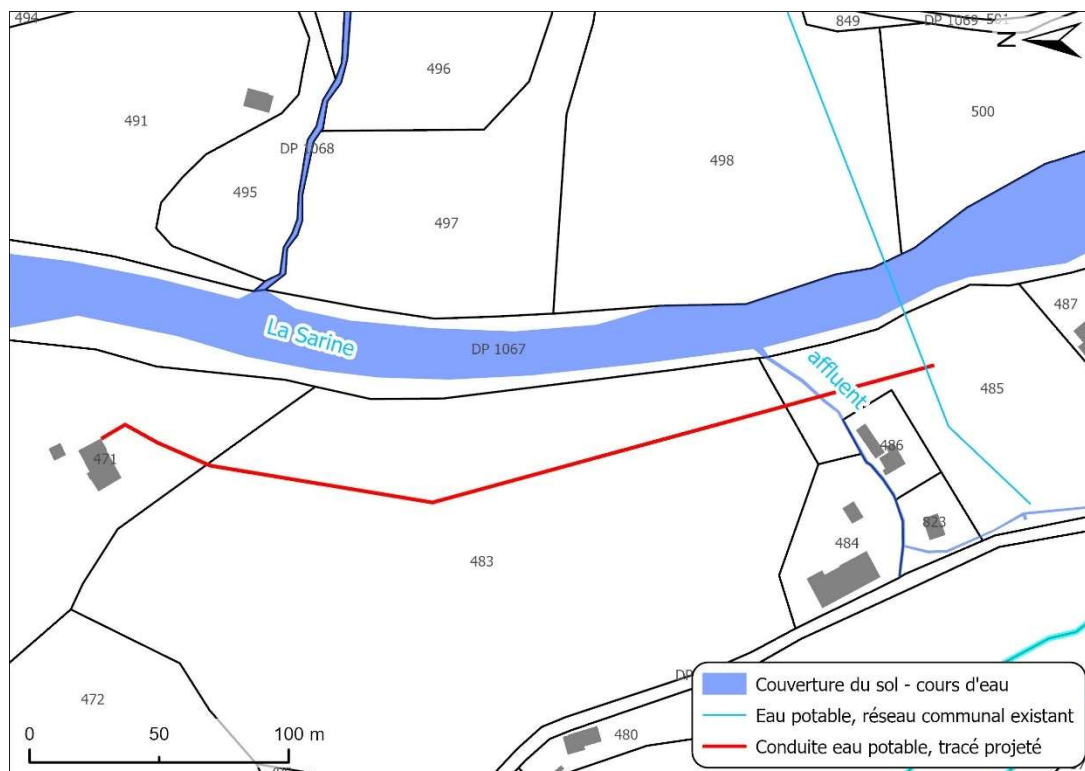 494
849
DP 1069
501
N
496
491
500
DP 1068
498
495
497
487
La Sarine
DP 1067
affluent
485
486
471
823
483
484
DP
472
480
0 50 100 m
Couverture du sol - cours d'eau
Eau potable, réseau communal existant
Conduite eau potable, tracé projeté